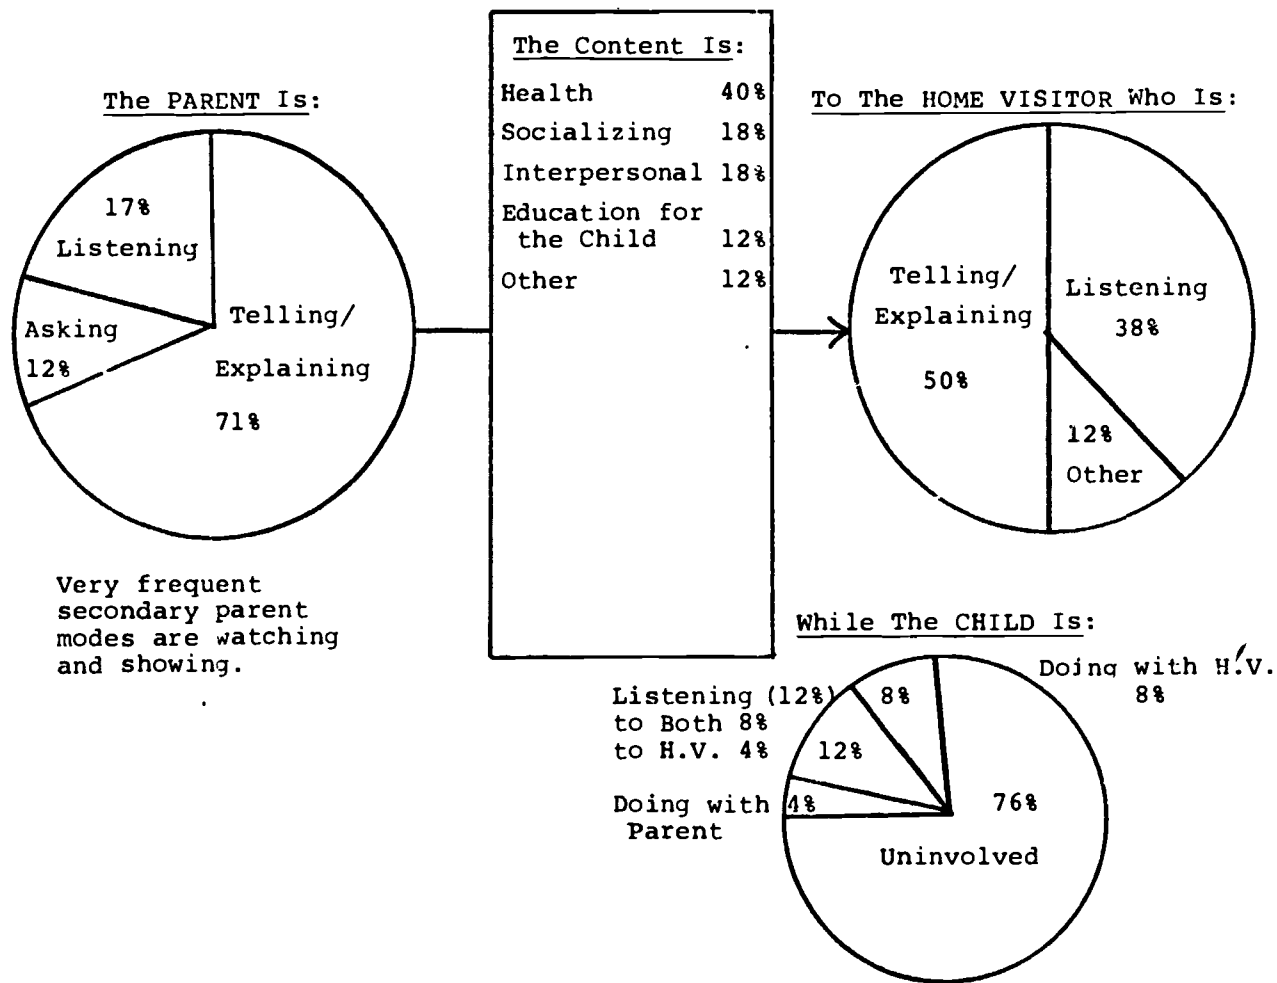 The PARENT Is:
17%
Listening
Asking
12%
Telling/
Explaining
71%
Very frequent
secondary parent
modes are watching
and showing.
The Content Is:
Health 40%
Socializing 18%
Interpersonal 18%
Education for
the Child 12%
Other 12%
To The HOME VISITOR Who Is:
Telling/
Explaining
50%
Listening
38%
12%
Other
While The CHILD Is:
Doing with H.V.
8%
Listening (12%)
to Both 8%
to H.V. 4%
8%
12%
Doing with
Parent
4%
76%
Uninvolved